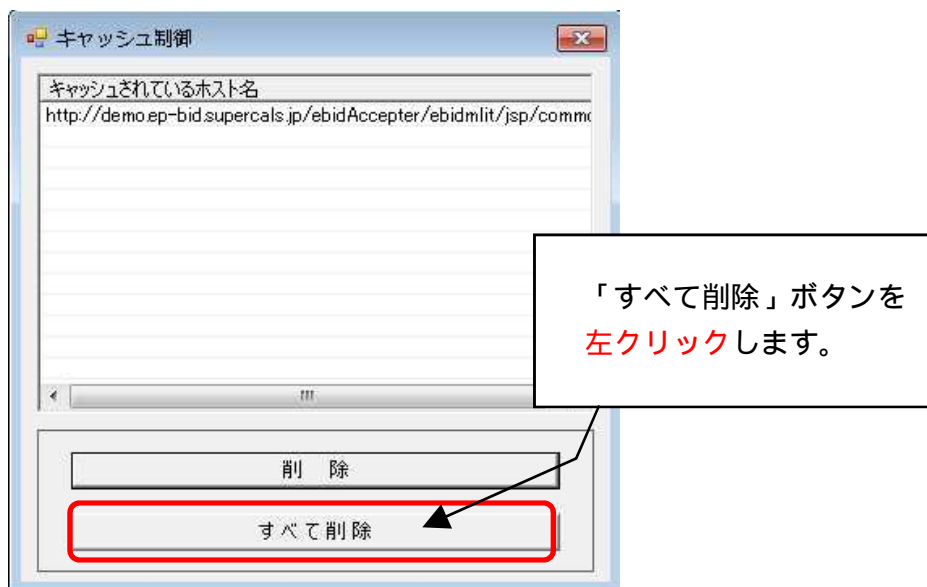 キャッシュ制御
キャッシュされているホスト名
http://demo.ep-bid.supercals.jp/ebidAccepter/ebidmlit/jsp/commo
「すべて削除」ボタンを
左クリックします。
削　除
すべて削除